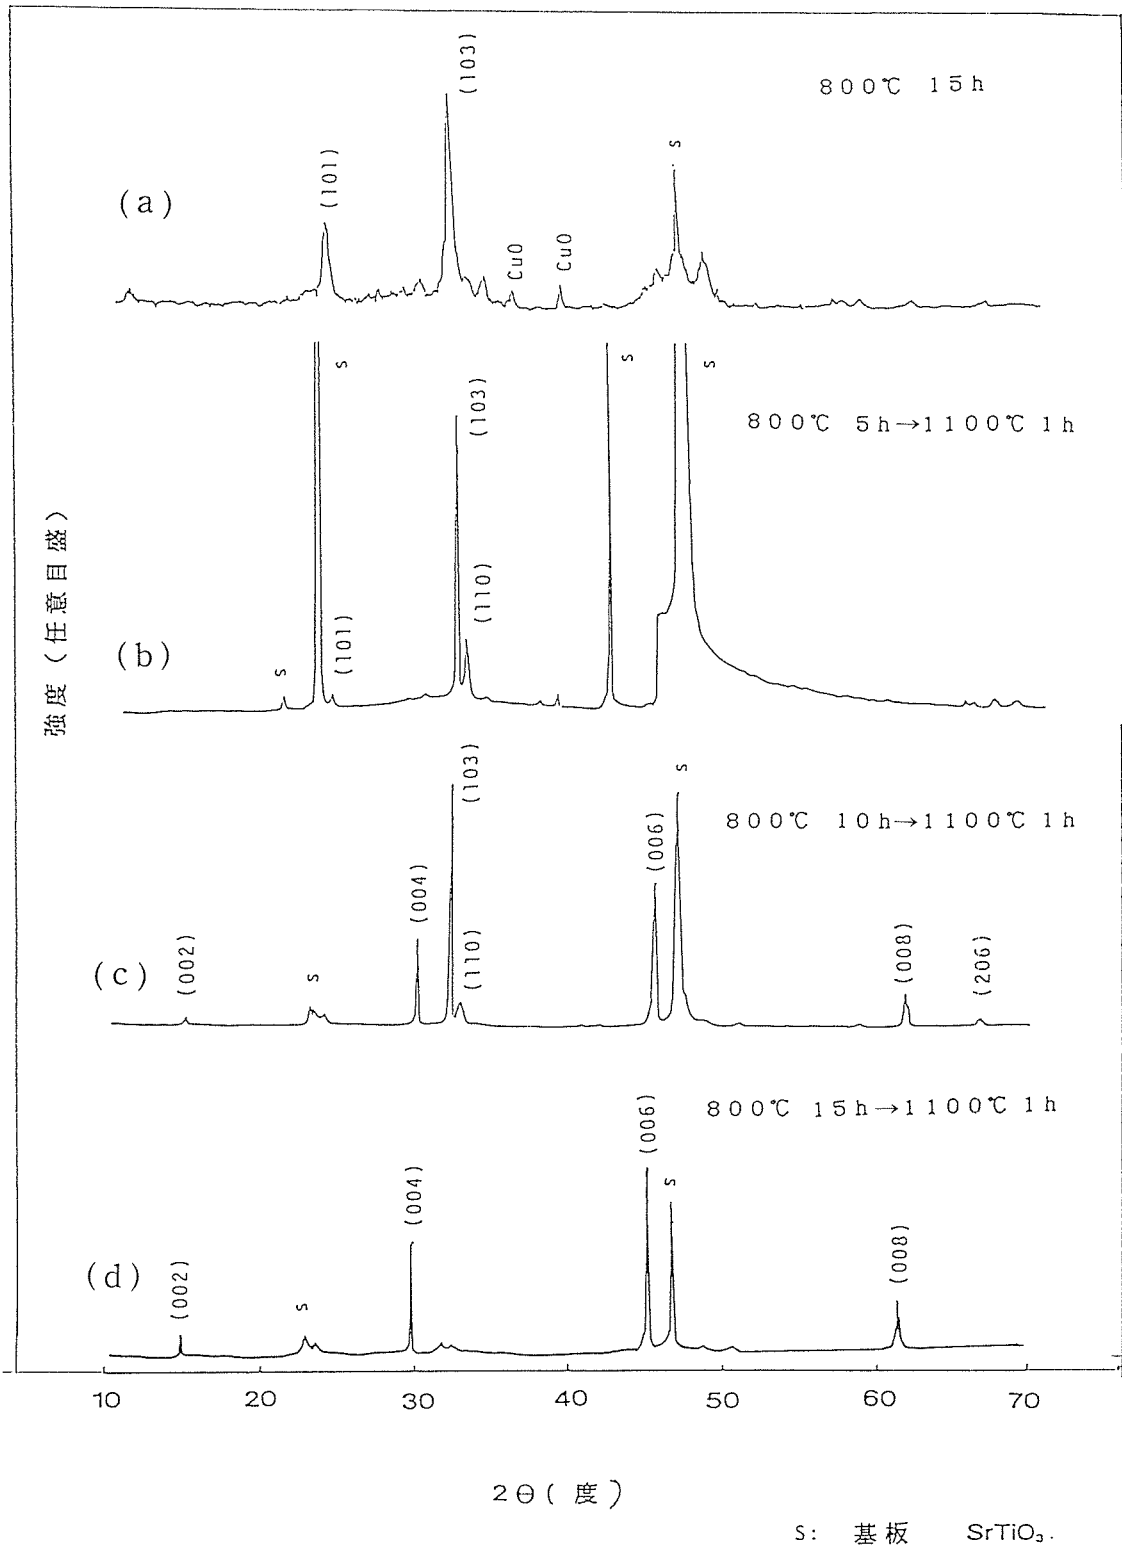 (103)
800℃ 15h
(101)
s
(a)
CuO
CuO
s
s
s
(103)
800℃ 5h→1100℃ 1h
(110)
(101)
(b)
s
強度(任意目盛)
(103)
s
800℃ 10h→1100℃ 1h
(006)
(004)
(110)
(002)
s
(008)
(206)
(c)
800℃ 15h→1100℃ 1h
(006)
(004)
s
(008)
(d)
(002)
s
10 20 30 40 50 60 70
2Θ(度)
S: 基板 SrTiO₃.